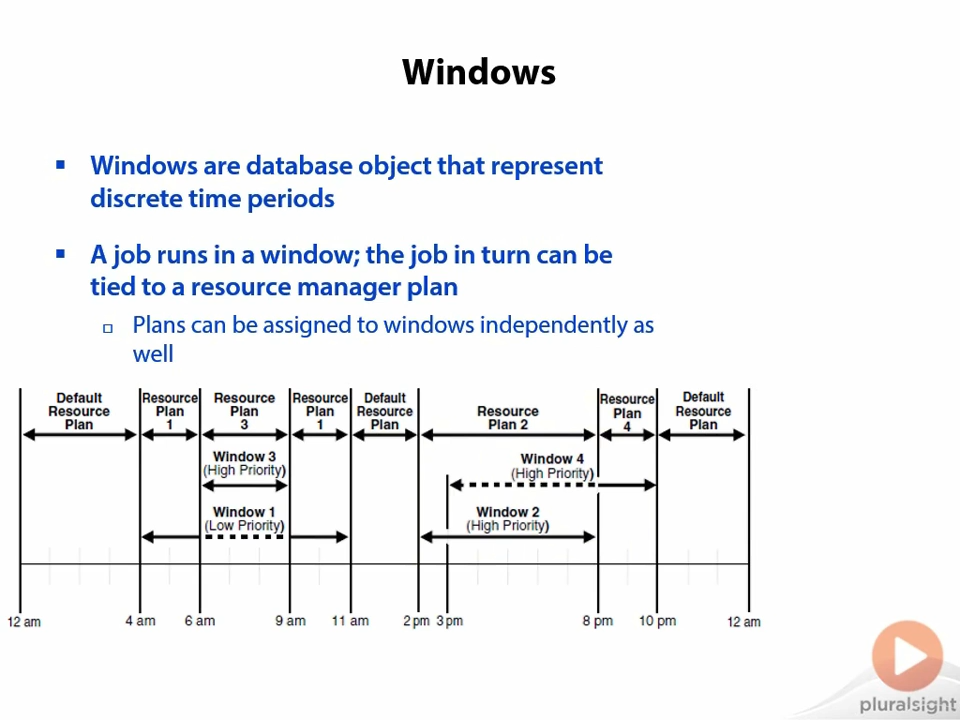 Windows
▪ Windows are database object that represent
discrete time periods
▪ A job runs in a window; the job in turn can be
tied to a resource manager plan
▫ Plans can be assigned to windows independently as
well
Default
Resource
Plan
Resource
Plan
1
Resource
Plan
3
Resource
Plan
1
Default
Resource
Plan
Resource
Plan 2
Resource
Plan
4
Default
Resource
Plan
Window 3
(High Priority)
Window 4
(High Priority)
Window 1
(Low Priority)
Window 2
(High Priority)
12 am
4 am
6 am
9 am
11 am
2 pm
3 pm
8 pm
10 pm
12 am
pluralsight